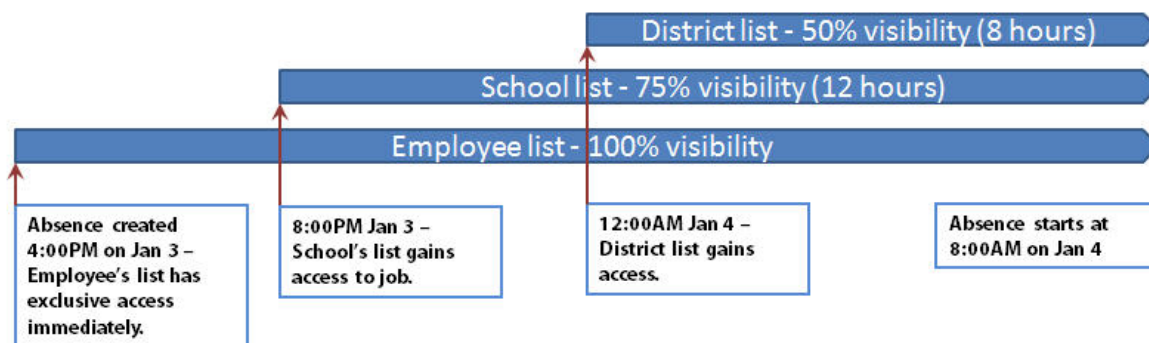 District list - 50% visibility (8 hours)
School list - 75% visibility (12 hours)
Employee list - 100% visibility
Absence created
4:00PM on Jan 3 –
Employee's list has
exclusive access
immediately.
8:00PM Jan 3 –
School's list gains
access to job.
12:00AM Jan 4 –
District list gains
access.
Absence starts at
8:00AM on Jan 4